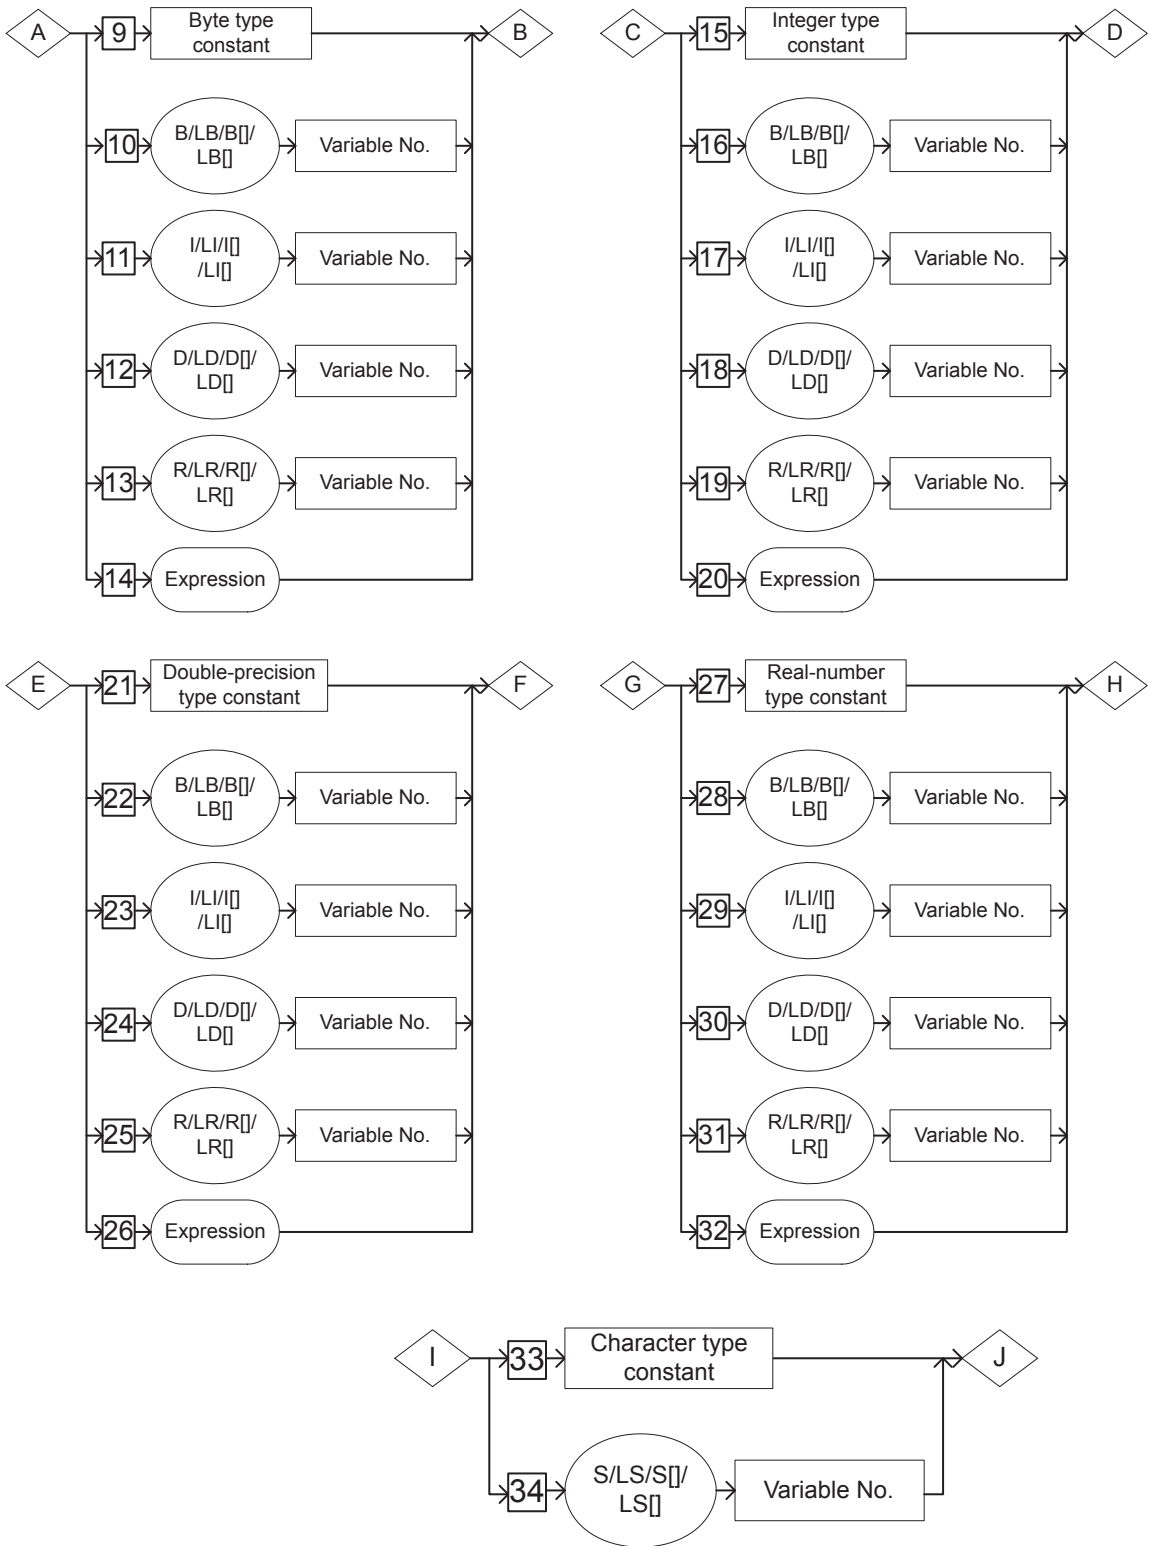 A 9 Byte type constant B
10 B/LB/B[]/ LB[] Variable No.
11 I/LI/I[] /LI[] Variable No.
12 D/LD/D[]/ LD[] Variable No.
13 R/LR/R[]/ LR[] Variable No.
14 Expression
C 15 Integer type constant D
16 B/LB/B[]/ LB[] Variable No.
17 I/LI/I[] /LI[] Variable No.
18 D/LD/D[]/ LD[] Variable No.
19 R/LR/R[]/ LR[] Variable No.
20 Expression
E 21 Double-precision type constant F
22 B/LB/B[]/ LB[] Variable No.
23 I/LI/I[] /LI[] Variable No.
24 D/LD/D[]/ LD[] Variable No.
25 R/LR/R[]/ LR[] Variable No.
26 Expression
G 27 Real-number type constant H
28 B/LB/B[]/ LB[] Variable No.
29 I/LI/I[] /LI[] Variable No.
30 D/LD/D[]/ LD[] Variable No.
31 R/LR/R[]/ LR[] Variable No.
32 Expression
I 33 Character type constant J
34 S/LS/S[]/ LS[] Variable No.